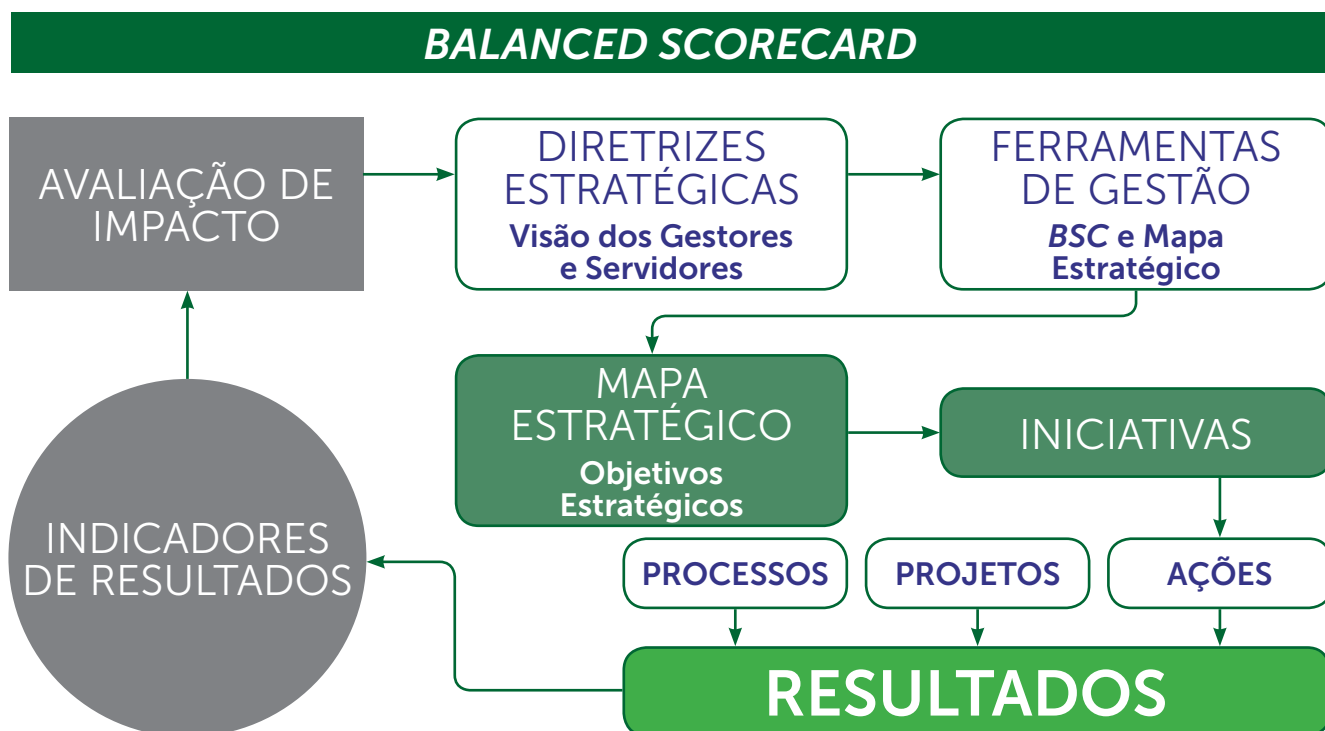 BALANCED SCORECARD
AVALIAÇÃO DE
IMPACTO
DIRETRIZES
ESTRATÉGICAS
Visão dos Gestores
e Servidores
FERRAMENTAS
DE GESTÃO
BSC e Mapa
Estratégico
MAPA
ESTRATÉGICO
Objetivos
Estratégicos
INICIATIVAS
INDICADORES
DE RESULTADOS
PROCESSOS
PROJETOS
AÇÕES
RESULTADOS